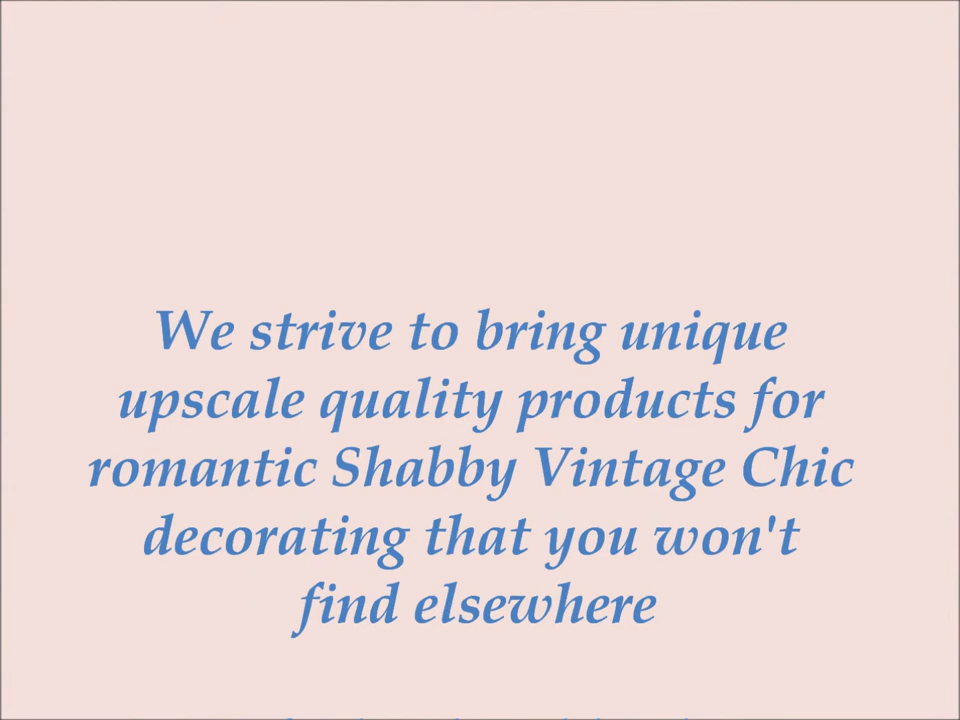 We strive to bring unique
upscale quality products for
romantic Shabby Vintage Chic
decorating that you won't
find elsewhere